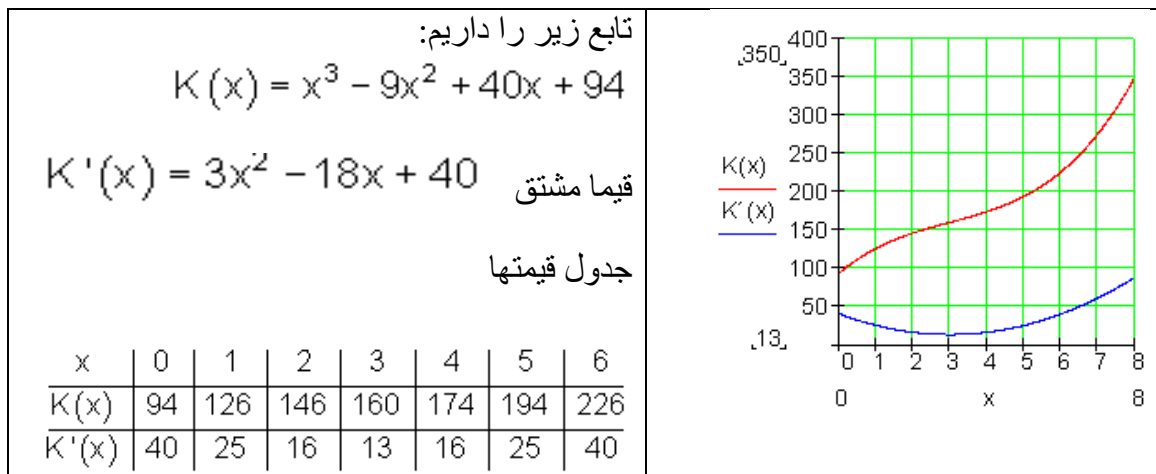 تابع زیر را داریم:
K(x) = x³ − 9x² + 40x + 94
K'(x) = 3x² − 18x + 40 قیما مشتق
جدول قیمتها
x | 0 | 1 | 2 | 3 | 4 | 5 | 6
K(x) | 94 | 126 | 146 | 160 | 174 | 194 | 226
K'(x) | 40 | 25 | 16 | 13 | 16 | 25 | 40
400
350
350
300
250
K(x)
200
K´(x)
150
100
50
13
0 1 2 3 4 5 6 7 8
0 x 8